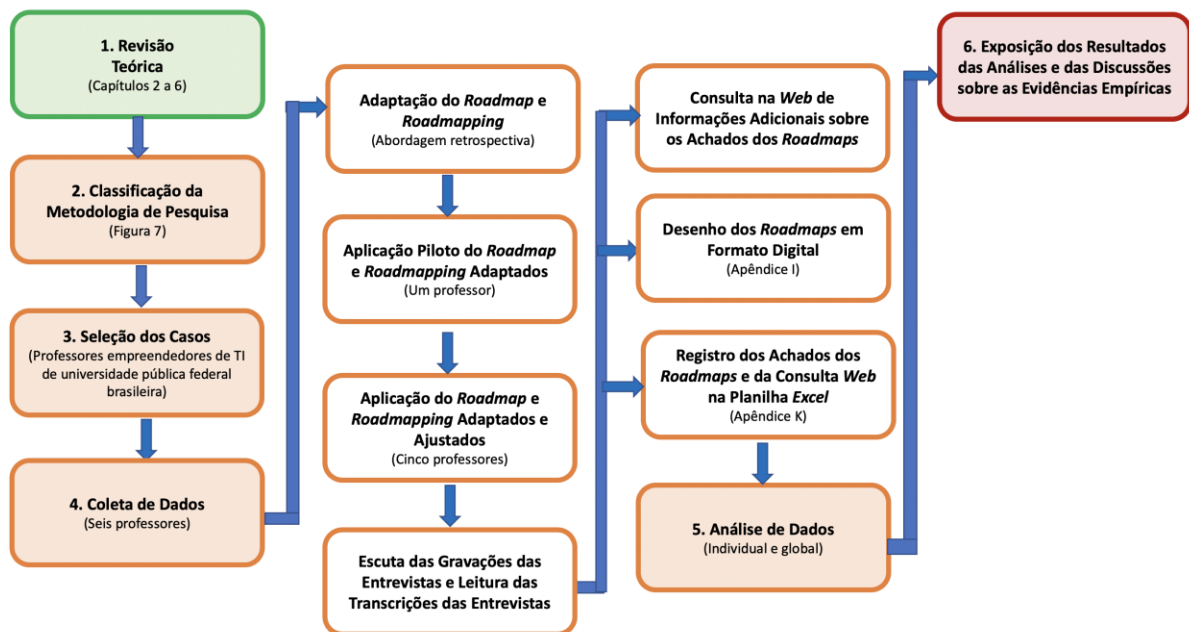 1. Revisão
Teórica
(Capítulos 2 a 6)
2. Classificação da
Metodologia de Pesquisa
(Figura 7)
3. Seleção dos Casos
(Professores empreendedores de TI
de universidade pública federal
brasileira)
4. Coleta de Dados
(Seis professores)
Adaptação do Roadmap e
Roadmapping
(Abordagem retrospectiva)
Aplicação Piloto do Roadmap
e Roadmapping Adaptados
(Um professor)
Aplicação do Roadmap e
Roadmapping Adaptados e
Ajustados
(Cinco professores)
Escuta das Gravações das
Entrevistas e Leitura das
Transcrições das Entrevistas
Consulta na Web de
Informações Adicionais sobre
os Achados dos Roadmaps
Desenho dos Roadmaps em
Formato Digital
(Apêndice I)
Registro dos Achados dos
Roadmaps e da Consulta Web
na Planilha Excel
(Apêndice K)
5. Análise de Dados
(Individual e global)
6. Exposição dos Resultados
das Análises e das Discussões
sobre as Evidências Empíricas